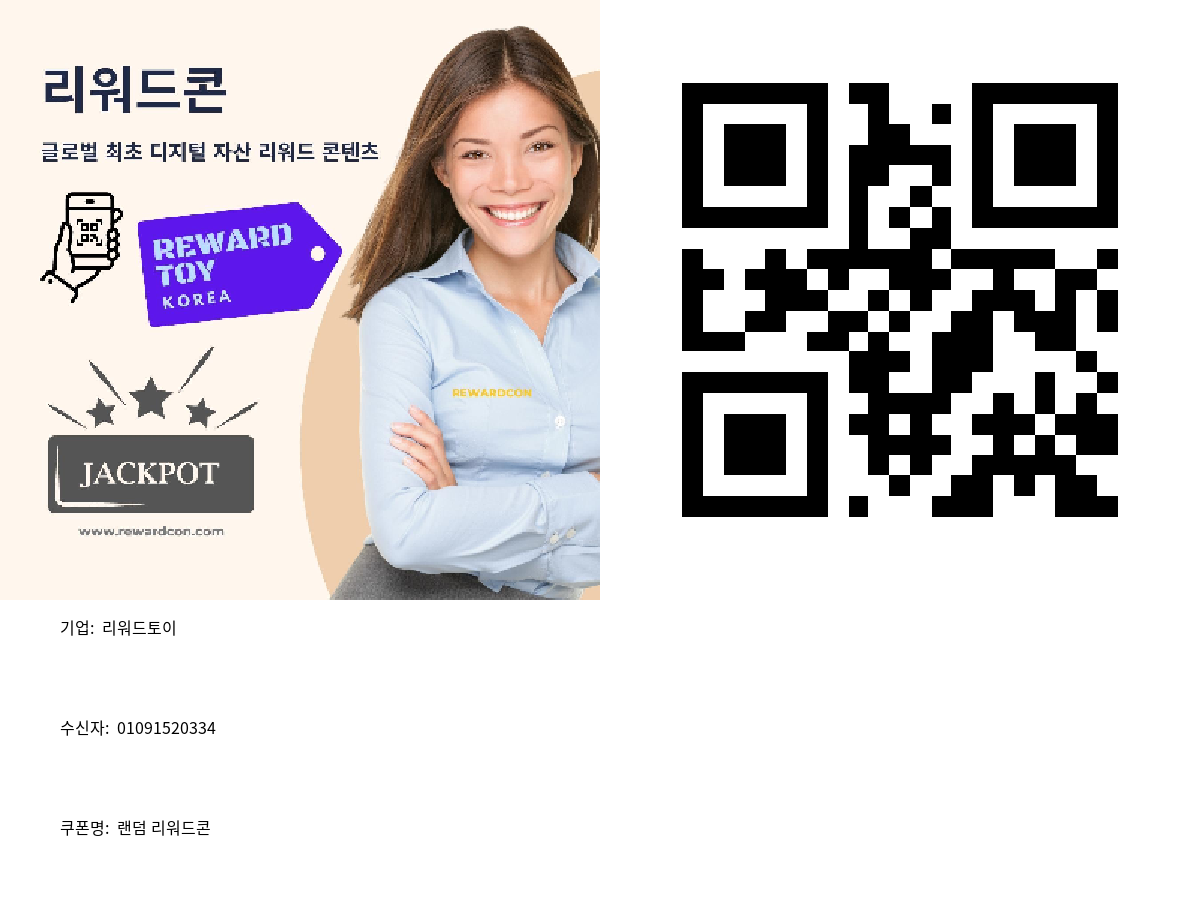 리워드콘
글로벌 최초 디지털 자산 리워드 콘텐츠
REWARD
TOY
KOREA
REWARDCON
JACKPOT
www.rewardcon.com
기업: 리워드토이
수신자: 01091520334
쿠폰명: 랜덤 리워드콘